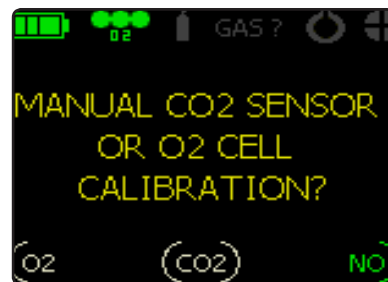 O2 GAS ?
MANUAL CO2 SENSOR
OR O2 CELL
CALIBRATION?
O2 CO2 NO